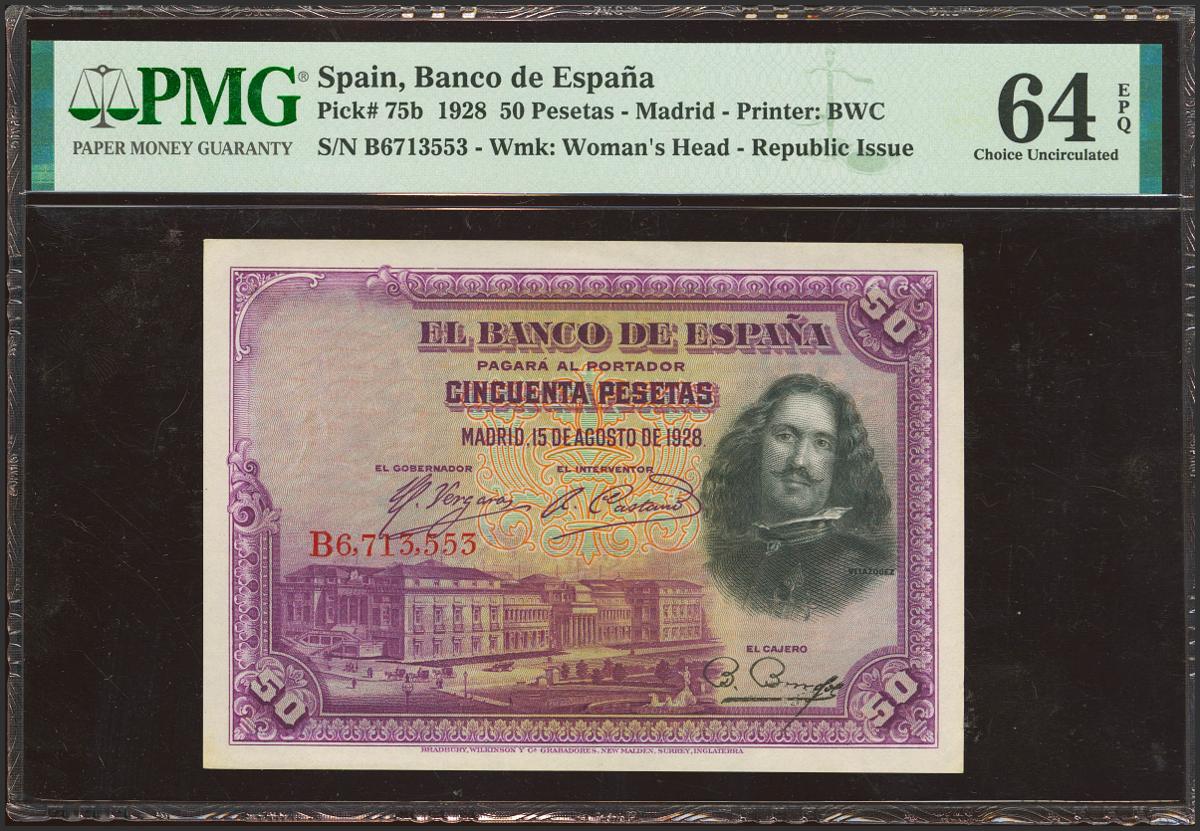 PMG®
PAPER MONEY GUARANTY
Spain, Banco de España
Pick# 75b 1928 50 Pesetas - Madrid - Printer: BWC
S/N B6713553 - Wmk: Woman's Head - Republic Issue
64 EPQ
Choice Uncirculated
50
EL BANCO DE ESPAÑA
PAGARÁ AL PORTADOR
CINCUENTA PESETAS
MADRID, 15 DE AGOSTO DE 1928
EL GOBERNADOR
EL INTERVENTOR
B6,713,553
VELAZQUEZ
EL CAJERO
50
50
BRADBURY, WILKINSON Y Cª GRABADORES, NEW MALDEN, SURREY, INGLATERRA